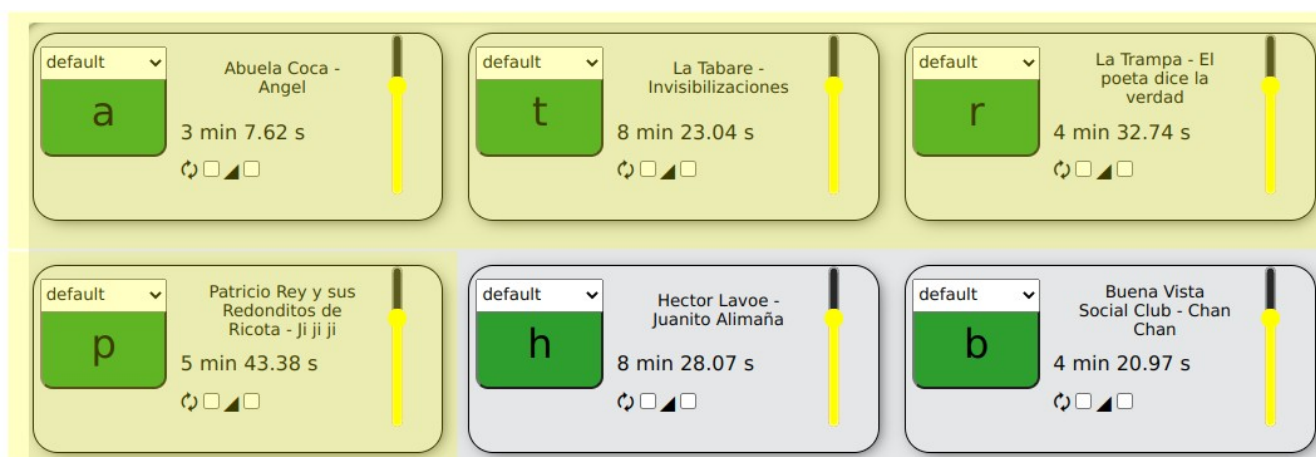 default
Abuela Coca -
Angel
a
3 min 7.62 s
default
La Tabare -
Invisibilizaciones
t
8 min 23.04 s
default
La Trampa - El
poeta dice la
verdad
r
4 min 32.74 s
default
Patricio Rey y sus
Redonditos de
Ricota - Ji ji ji
p
5 min 43.38 s
default
Hector Lavoe -
Juanito Alimaña
h
8 min 28.07 s
default
Buena Vista
Social Club - Chan
Chan
b
4 min 20.97 s